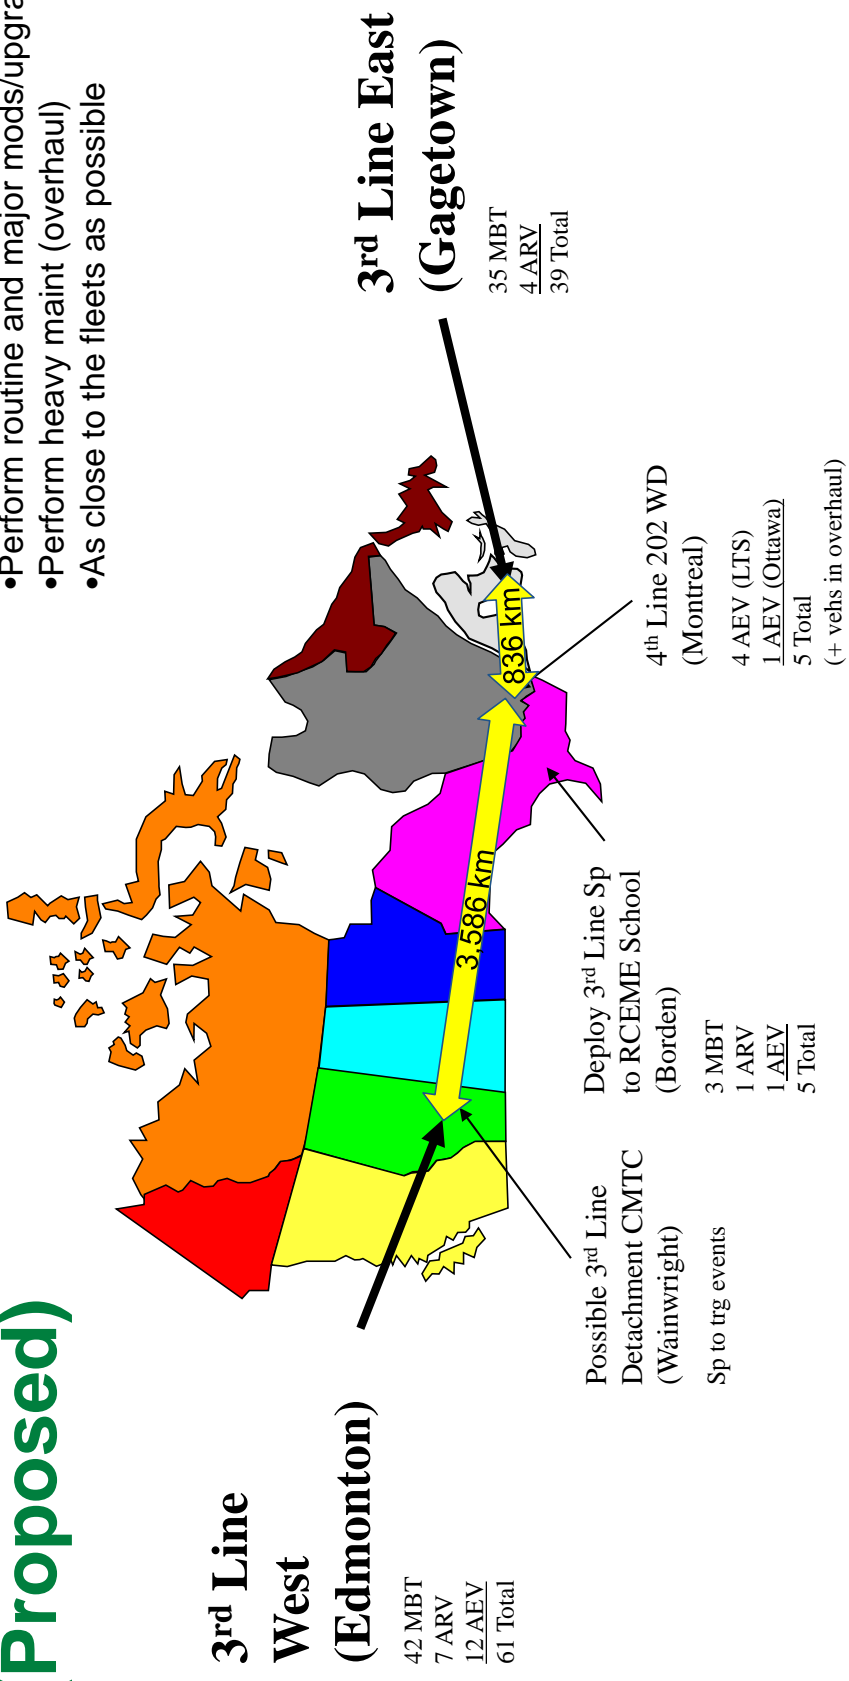 (Proposed)
•Perform routine and major mods/upgra
•Perform heavy maint (overhaul)
•As close to the fleets as possible
3rd Line
West
(Edmonton)
42 MBT
7 ARV
12 AEV
61 Total
3rd Line East
(Gagetown)
35 MBT
4 ARV
39 Total
3,586 km
836 km
Possible 3rd Line
Detachment CMTC
(Wainwright)
Sp to trg events
Deploy 3rd Line Sp
to RCEME School
(Borden)
3 MBT
1 ARV
1 AEV
5 Total
4th Line 202 WD
(Montreal)
4 AEV (LTS)
1 AEV (Ottawa)
5 Total
(+ vehs in overhaul)